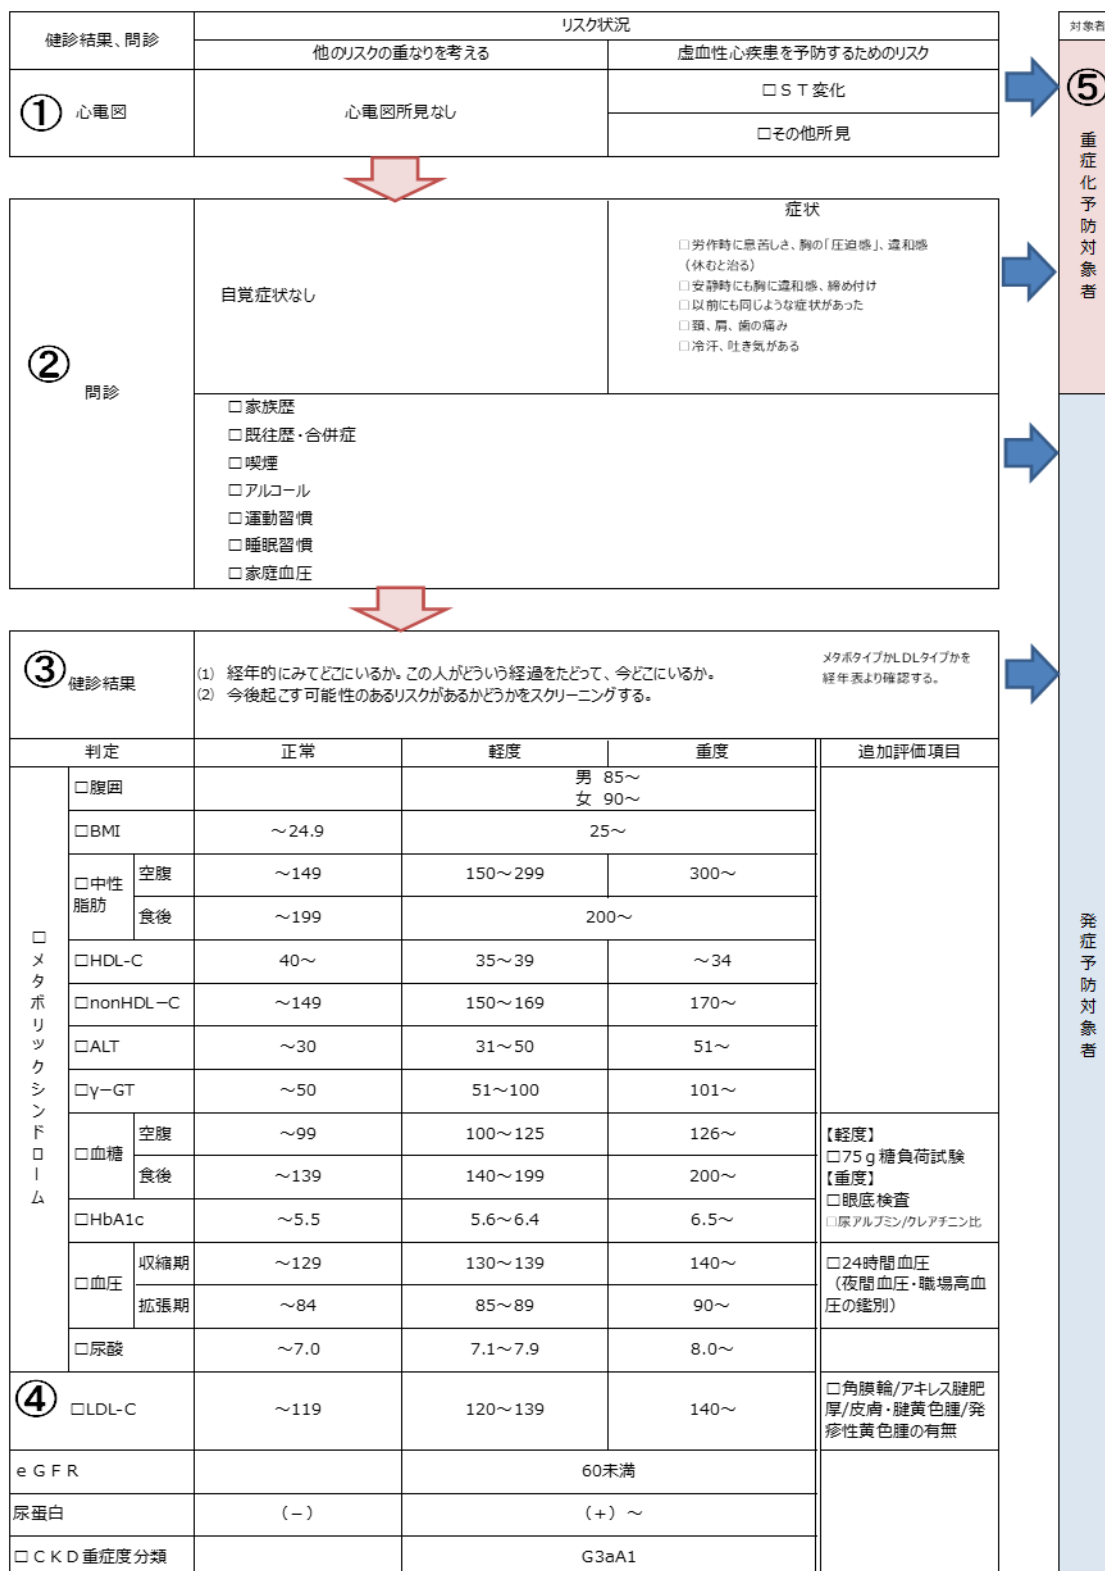 健診結果、問診
リスク状況
対象者
他のリスクの重なりを考える
虚血性心疾患を予防するためのリスク
① 心電図
心電図所見なし
□ＳＴ変化
□その他所見
⑤
重症化予防対象者
② 問診
自覚症状なし
症状
□労作時に息苦しさ、胸の「圧迫感」、違和感
（休むと治る）
□安静時にも胸に違和感、締め付け
□以前にも同じような症状があった
□頸、肩、歯の痛み
□冷汗、吐き気がある
□家族歴
□既往歴・合併症
□喫煙
□アルコール
□運動習慣
□睡眠習慣
□家庭血圧
③ 健診結果
(1) 経年的にみてどこにいるか。この人がどういう経過をたどって、今どこにいるか。
(2) 今後起こす可能性のあるリスクがあるかどうかをスクリーニングする。
メタボタイプかLDLタイプかを
経年表より確認する。
発症予防対象者
判定 正常 軽度 重度 追加評価項目
□メタボリックシンドローム
□腹囲
男 85～
女 90～
□BMI ～24.9 25～
□中性
脂肪
空腹 ～149 150～299 300～
食後 ～199 200～
□HDL-C 40～ 35～39 ～34
□nonHDL－C ～149 150～169 170～
□ALT ～30 31～50 51～
□γ－GT ～50 51～100 101～
□血糖
空腹 ～99 100～125 126～
食後 ～139 140～199 200～
□HbA1c ～5.5 5.6～6.4 6.5～
【軽度】
□75ｇ糖負荷試験
【重度】
□眼底検査
□尿アルブミン/クレアチニン比
□血圧
収縮期 ～129 130～139 140～
拡張期 ～84 85～89 90～
□24時間血圧
（夜間血圧・職場高血
圧の鑑別）
□尿酸 ～7.0 7.1～7.9 8.0～
④ □LDL-C ～119 120～139 140～
□角膜輪/アキレス腱肥
厚/皮膚・腱黄色腫/発
疹性黄色腫の有無
ｅＧＦＲ 60未満
尿蛋白 （－） （+）～
□ＣＫＤ重症度分類 G3aA1